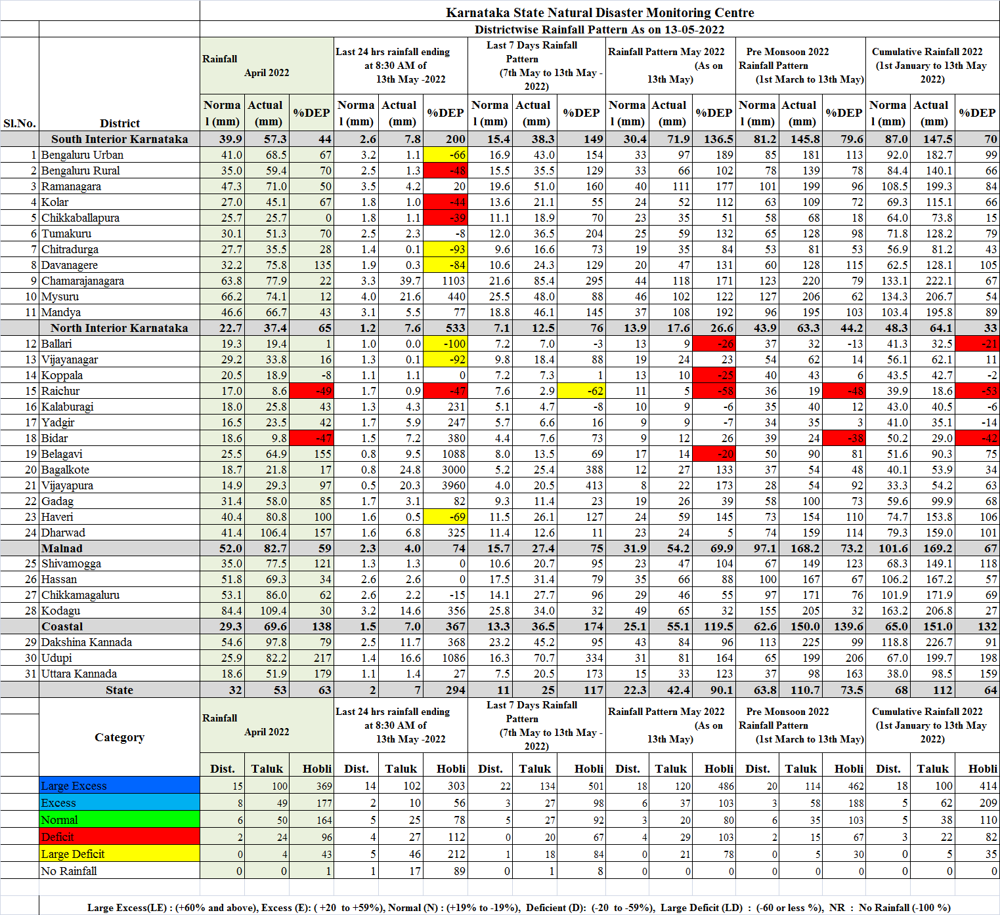 Karnataka State Natural Disaster Monitoring Centre
Districtwise Rainfall Pattern As on 13-05-2022
Sl.No. District Rainfall April 2022 Last 24 hrs rainfall ending at 8:30 AM of 13th May -2022 Last 7 Days Rainfall Pattern (7th May to 13th May - 2022) Rainfall Pattern May 2022 (As on 13th May) Pre Monsoon 2022 Rainfall Pattern (1st March to 13th May) Cumulative Rainfall 2022 (1st January to 13th May 2022)
Normal (mm) Actual (mm) %DEP Normal (mm) Actual (mm) %DEP Normal (mm) Actual (mm) %DEP Normal (mm) Actual (mm) %DEP Normal (mm) Actual (mm) %DEP Normal (mm) Actual (mm) %DEP
South Interior Karnataka 39.9 57.3 44 2.6 7.8 200 15.4 38.3 149 30.4 71.9 136.5 81.2 145.8 79.6 87.0 147.5 70
1 Bengaluru Urban 41.0 68.5 67 3.2 1.1 -66 16.9 43.0 154 33 97 189 85 181 113 92.0 182.7 99
2 Bengaluru Rural 35.0 59.4 70 2.5 1.3 -48 15.5 35.5 129 33 66 102 78 139 78 84.4 140.1 66
3 Ramanagara 47.3 71.0 50 3.5 4.2 20 19.6 51.0 160 40 111 177 101 199 96 108.5 199.3 84
4 Kolar 27.0 45.1 67 1.8 1.0 -44 13.6 21.1 55 24 52 112 63 109 72 69.3 115.1 66
5 Chikkaballapura 25.7 25.7 0 1.8 1.1 -39 11.1 18.9 70 23 35 51 58 68 18 64.0 73.8 15
6 Tumakuru 30.1 51.3 70 2.5 2.3 -8 12.0 36.5 204 25 59 132 65 128 98 71.8 128.2 79
7 Chitradurga 27.7 35.5 28 1.4 0.1 -93 9.6 16.6 73 19 35 84 53 81 53 56.9 81.2 43
8 Davanagere 32.2 75.8 135 1.9 0.3 -84 10.6 24.3 129 20 47 131 60 128 115 62.5 128.1 105
9 Chamarajanagara 63.8 77.9 22 3.3 39.7 1103 21.6 85.4 295 44 118 171 123 220 79 133.1 222.1 67
10 Mysuru 66.2 74.1 12 4.0 21.6 440 25.5 48.0 88 46 102 122 127 206 62 134.3 206.7 54
11 Mandya 46.6 66.7 43 3.1 5.5 77 18.8 46.1 145 37 108 192 96 195 103 103.4 195.8 89
North Interior Karnataka 22.7 37.4 65 1.2 7.6 533 7.1 12.5 76 13.9 17.6 26.6 43.9 63.3 44.2 48.3 64.1 33
12 Ballari 19.3 19.4 1 1.0 0.0 -100 7.2 7.0 -3 13 9 -26 37 32 -13 41.3 32.5 -21
13 Vijayanagar 29.2 33.8 16 1.3 0.1 -92 9.8 18.4 88 19 24 23 54 62 14 56.1 62.1 11
14 Koppala 20.5 18.9 -8 1.1 1.1 0 7.2 7.3 1 13 10 -25 40 43 6 43.5 42.7 -2
15 Raichur 17.0 8.6 -49 1.7 0.9 -47 7.6 2.9 -62 11 5 -58 36 19 -48 39.9 18.6 -53
16 Kalaburagi 18.0 25.8 43 1.3 4.3 231 5.1 4.7 -8 10 9 -6 35 40 12 43.0 40.5 -6
17 Yadgir 16.5 23.5 42 1.7 5.9 247 5.7 6.6 16 9 9 -7 34 35 3 41.0 35.1 -14
18 Bidar 18.6 9.8 -47 1.5 7.2 380 4.4 7.6 73 9 12 26 39 24 -38 50.2 29.0 -42
19 Belagavi 25.5 64.9 155 0.8 9.5 1088 8.0 13.5 69 17 14 -20 50 90 81 51.6 90.3 75
20 Bagalkote 18.7 21.8 17 0.8 24.8 3000 5.2 25.4 388 12 27 133 37 54 48 40.1 53.9 34
21 Vijayapura 14.9 29.3 97 0.5 20.3 3960 4.0 20.5 413 8 22 173 28 54 92 33.3 54.2 63
22 Gadag 31.4 58.0 85 1.7 3.1 82 9.3 11.4 23 19 26 39 58 100 73 59.6 99.9 68
23 Haveri 40.4 80.8 100 1.6 0.5 -69 11.5 26.1 127 24 59 145 73 154 110 74.7 153.8 106
24 Dharwad 41.4 106.4 157 1.6 6.8 325 11.4 12.6 11 23 24 5 74 159 114 79.3 159.0 101
Malnad 52.0 82.7 59 2.3 4.0 74 15.7 27.4 75 31.9 54.2 69.9 97.1 168.2 73.2 101.6 169.2 67
25 Shivamogga 35.0 77.5 121 1.3 1.3 0 10.6 20.7 95 23 47 104 67 149 123 68.3 149.1 118
26 Hassan 51.8 69.3 34 2.6 2.6 0 17.5 31.4 79 35 66 88 100 167 67 106.2 167.2 57
27 Chikkamagaluru 53.1 86.0 62 2.6 2.2 -15 14.1 27.7 96 29 46 55 97 171 76 101.9 171.9 69
28 Kodagu 84.4 109.4 30 3.2 14.6 356 25.8 34.0 32 49 65 32 155 205 32 163.2 206.8 27
Coastal 29.3 69.6 138 1.5 7.0 367 13.3 36.5 174 25.1 55.1 119.5 62.6 150.0 139.6 65.0 151.0 132
29 Dakshina Kannada 54.6 97.8 79 2.5 11.7 368 23.2 45.2 95 43 84 96 113 225 99 118.8 226.7 91
30 Udupi 25.9 82.2 217 1.4 16.6 1086 16.3 70.7 334 31 81 164 65 199 206 67.0 199.7 198
31 Uttara Kannada 18.6 51.9 179 1.1 1.4 27 7.5 20.5 173 15 33 123 37 98 163 38.0 98.5 159
State 32 53 63 2 7 294 11 25 117 22.3 42.4 90.1 63.8 110.7 73.5 68 112 64
Category Rainfall April 2022 Last 24 hrs rainfall ending at 8:30 AM of 13th May -2022 Last 7 Days Rainfall Pattern (7th May to 13th May - 2022) Rainfall Pattern May 2022 (As on 13th May) Pre Monsoon 2022 Rainfall Pattern (1st March to 13th May) Cumulative Rainfall 2022 (1st January to 13th May 2022)
Dist. Taluk Hobli Dist. Taluk Hobli Dist. Taluk Hobli Dist. Taluk Hobli Dist. Taluk Hobli Dist. Taluk Hobli
Large Excess 15 100 369 14 102 303 22 134 501 18 120 486 20 114 462 18 100 414
Excess 8 49 177 2 10 56 3 27 98 6 37 103 3 58 188 5 62 209
Normal 6 50 164 5 25 78 5 27 92 3 20 80 6 35 103 5 38 110
Deficit 2 24 96 4 27 112 0 20 67 4 29 103 2 15 67 3 22 82
Large Deficit 0 4 43 5 46 212 1 18 84 0 21 78 0 5 30 0 5 35
No Rainfall 0 0 1 1 17 89 0 1 8 0 0 0 0 0 0 0 0 0
Large Excess(LE) : (+60% and above), Excess (E): ( +20 to +59%), Normal (N) : (+19% to -19%), Deficient (D): (-20 to -59%), Large Deficit (LD) : (-60 or less %), NR : No Rainfall (-100 %)